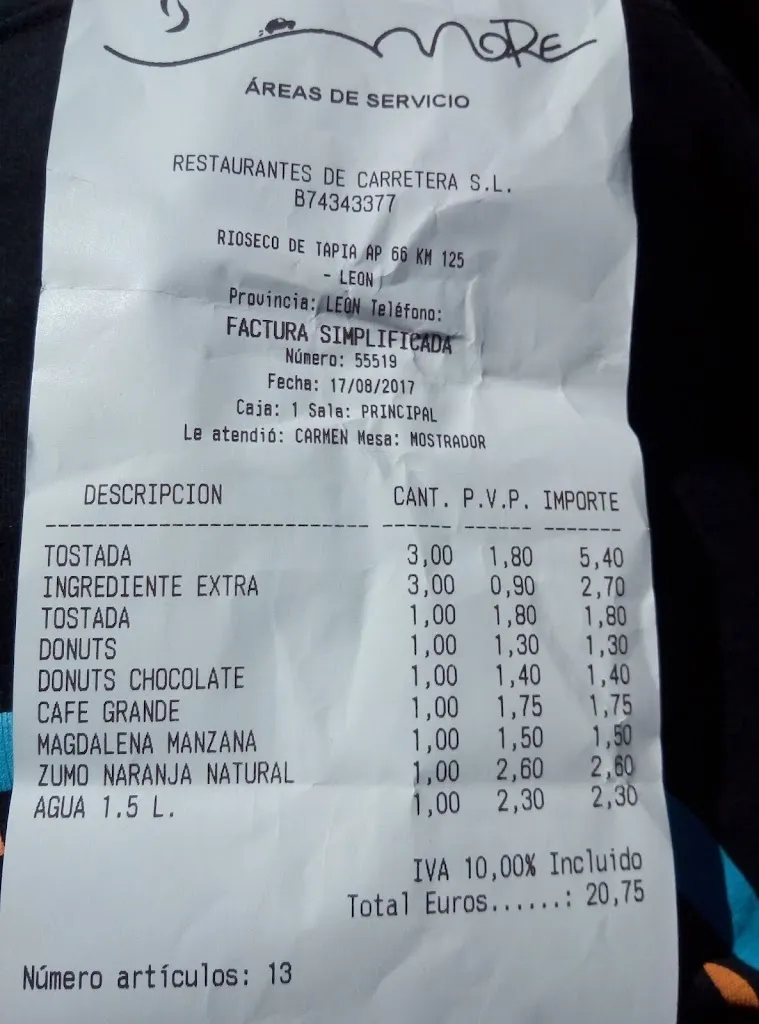 MORE
ÁREAS DE SERVICIO
RESTAURANTES DE CARRETERA S.L.
B74343377
RIOSECO DE TAPIA AP 66 KM 125
- LEON
Provincia: LEON Teléfono:
FACTURA SIMPLIFICADA
Número: 55519
Fecha: 17/08/2017
Caja: 1 Sala: PRINCIPAL
Le atendió: CARMEN Mesa: MOSTRADOR
DESCRIPCION CANT. P.V.P. IMPORTE
TOSTADA 3,00 1,80 5,40
INGREDIENTE EXTRA 3,00 0,90 2,70
TOSTADA 1,00 1,80 1,80
DONUTS 1,00 1,30 1,30
DONUTS CHOCOLATE 1,00 1,40 1,40
CAFE GRANDE 1,00 1,75 1,75
MAGDALENA MANZANA 1,00 1,50 1,50
ZUMO NARANJA NATURAL 1,00 2,60 2,60
AGUA 1.5 L. 1,00 2,30 2,30
IVA 10,00% Incluido
Total Euros......: 20,75
Número artículos: 13